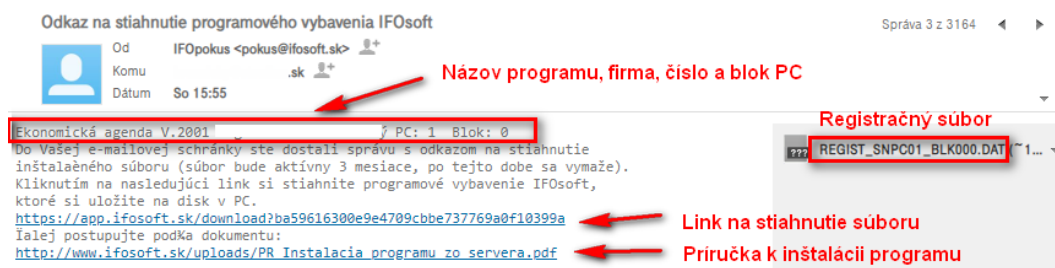 Odkaz na stiahnutie programového vybavenia IFOsoft
Správa 3 z 3164
Od IFOpokus <pokus@ifosoft.sk>
Komu .sk
Dátum So 15:55
Názov programu, firma, číslo a blok PC
Registračný súbor
Ekonomická agenda V.2001 PC: 1 Blok: 0
REGIST_SNPC01_BLK000.DAT (~1...
Do Vašej e-mailovej schránky ste dostali správu s odkazom na stiahnutie
inštalaèného súboru (súbor bude aktívny 3 mesiace, po tejto dobe sa vymaže).
Kliknutím na nasledujúci link si stiahnite programové vybavenie IFOsoft,
ktoré si uložíte na disk v PC.
https://app.ifosoft.sk/download?ba59616300e9e4709cbbe737769a0f10399a
Link na stiahnutie súboru
Ïalej postupujte pod¾a dokumentu:
http://www.ifosoft.sk/uploads/PR_Instalacia_programu_zo_servera.pdf
Príručka k inštálácii programu